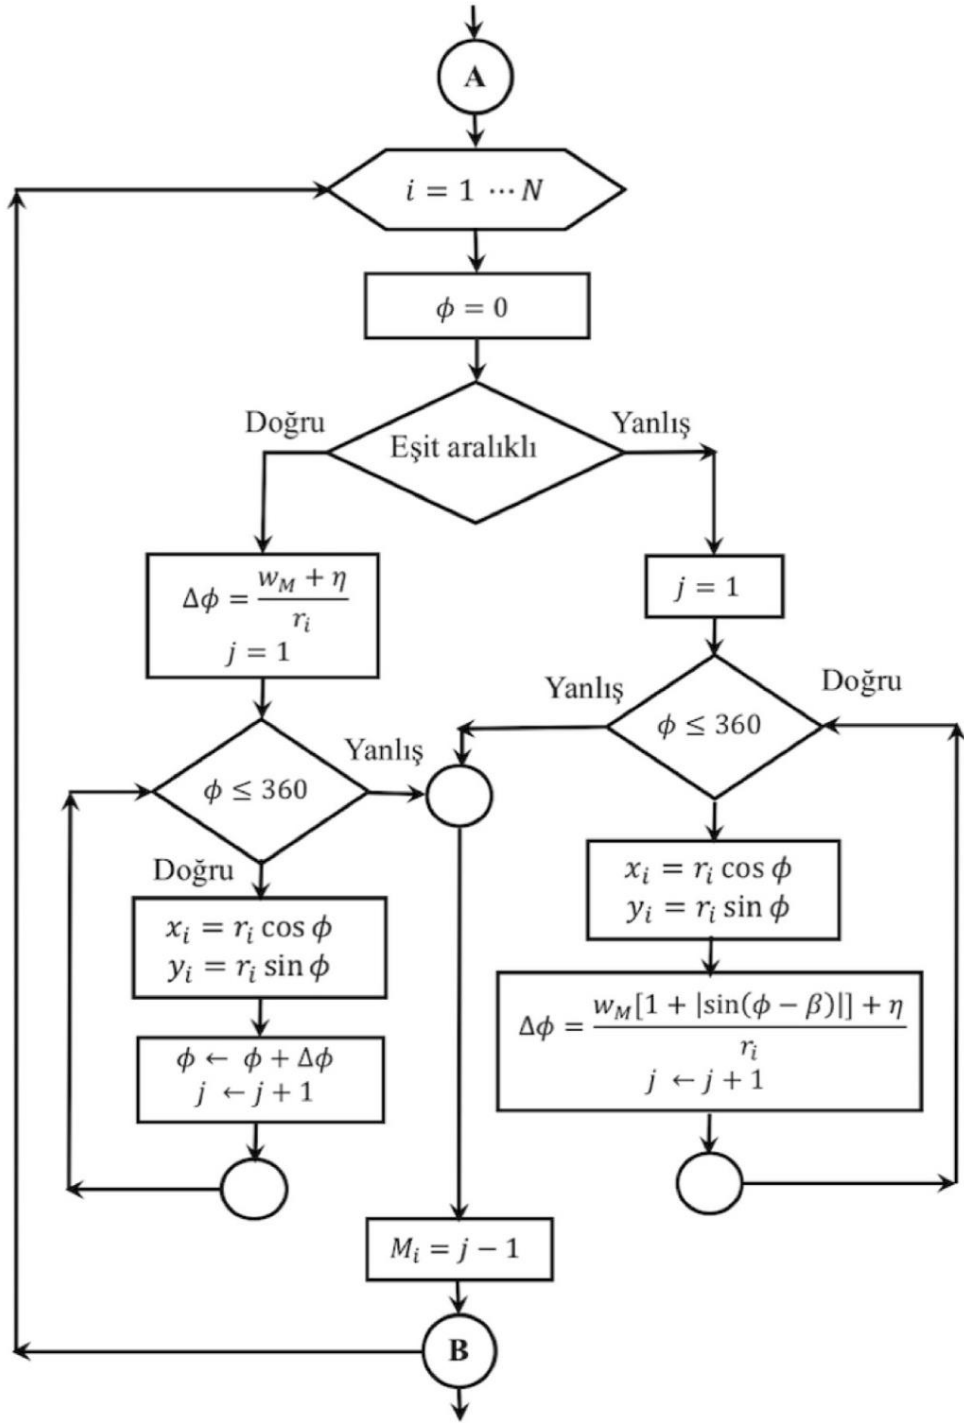 A
i = 1 ⋯ N
ϕ = 0
Doğru
Yanlış
Eşit aralıklı
Δϕ = (w_M + η) / r_i
j = 1
j = 1
Yanlış
Doğru
ϕ ≤ 360
Yanlış
ϕ ≤ 360
Doğru
x_i = r_i cos ϕ
y_i = r_i sin ϕ
x_i = r_i cos ϕ
y_i = r_i sin ϕ
ϕ ← ϕ + Δϕ
j ← j + 1
Δϕ = (w_M[1 + |sin(ϕ − β)|] + η) / r_i
j ← j + 1
M_i = j − 1
B